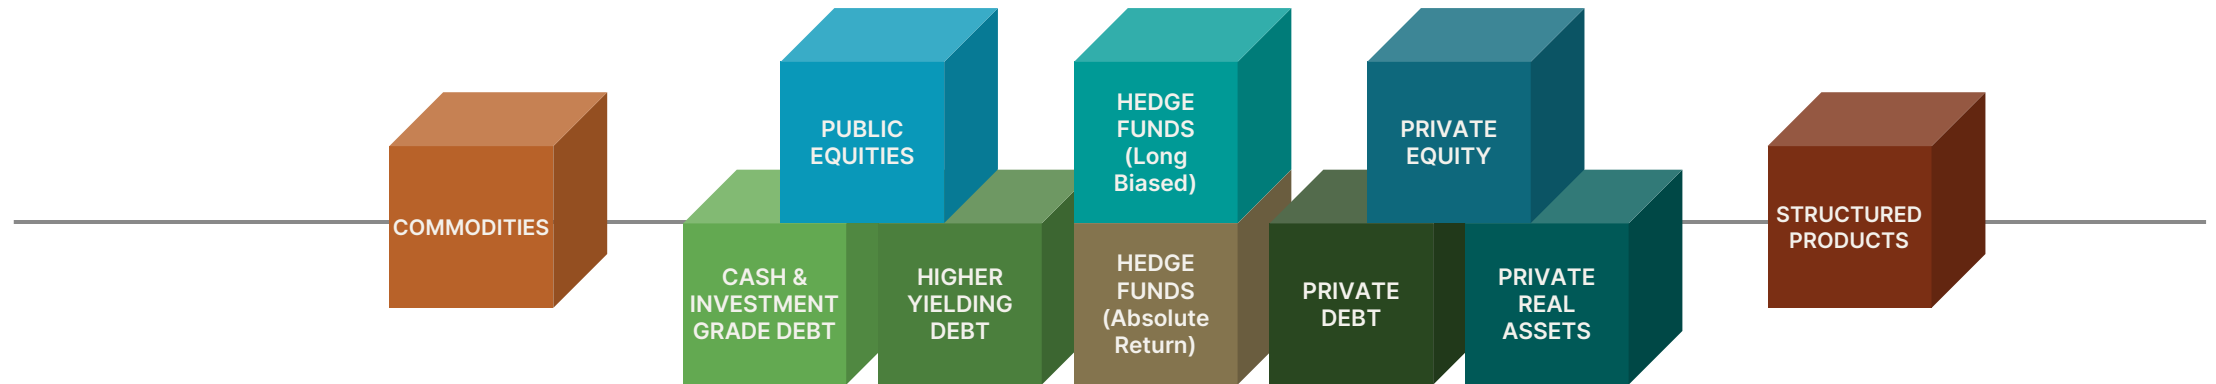 COMMODITIES
PUBLIC
EQUITIES
HEDGE
FUNDS
(Long
Biased)
PRIVATE
EQUITY
STRUCTURED
PRODUCTS
CASH &
INVESTMENT
GRADE DEBT
HIGHER
YIELDING
DEBT
HEDGE
FUNDS
(Absolute
Return)
PRIVATE
DEBT
PRIVATE
REAL
ASSETS